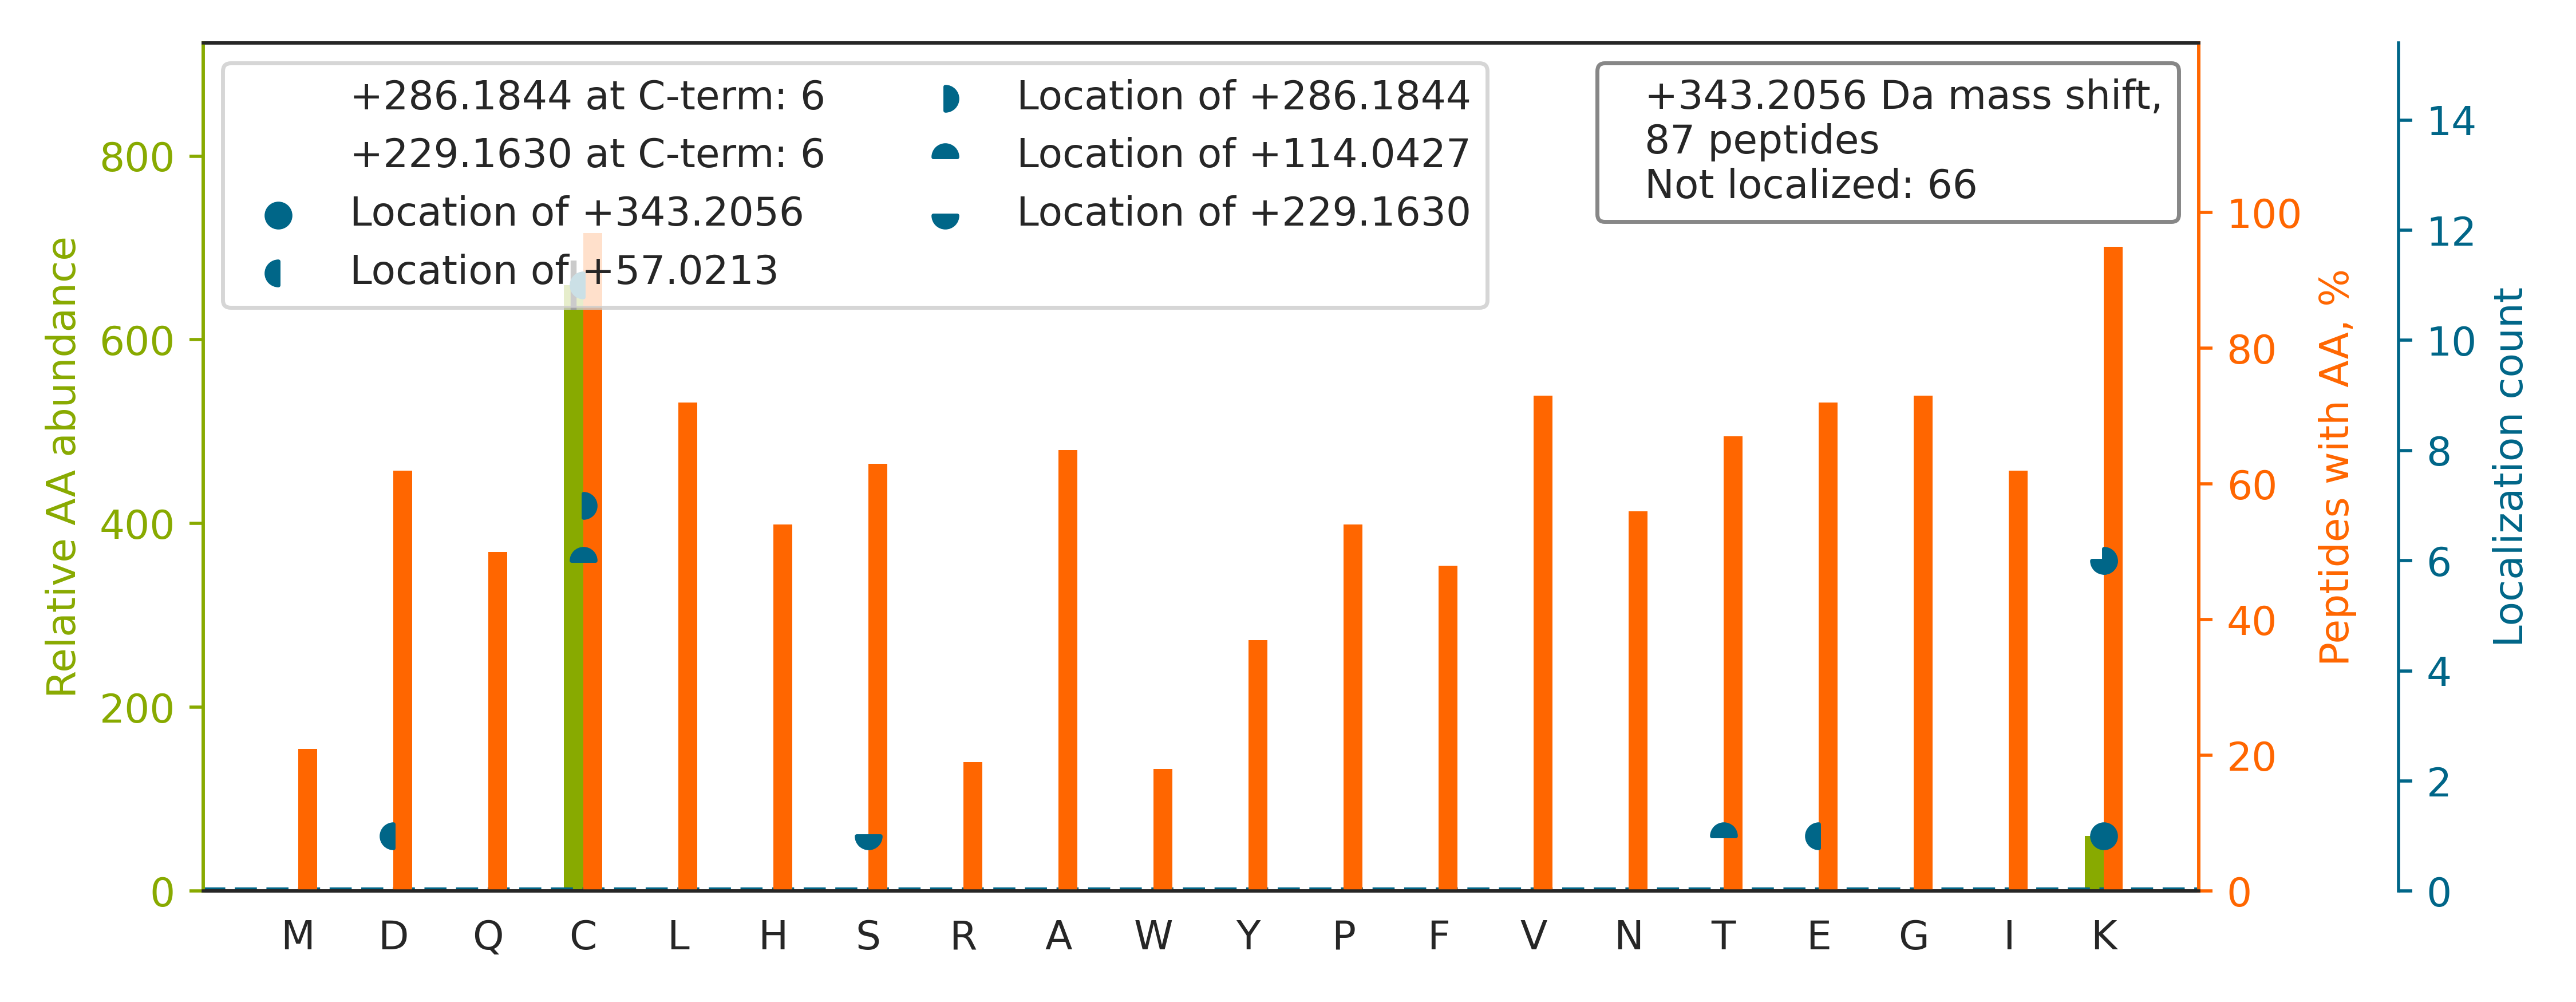 +286.1844 at C-term: 6
+229.1630 at C-term: 6
Location of +343.2056
Location of +57.0213
Location of +286.1844
Location of +114.0427
Location of +229.1630
+343.2056 Da mass shift,
87 peptides
Not localized: 66
Relative AA abundance
800
600
400
200
0
M D Q C L H S R A W Y P F V N T E G I K
100
80
60
40
20
0
Peptides with AA, %
14
12
10
8
6
4
2
0
Localization count